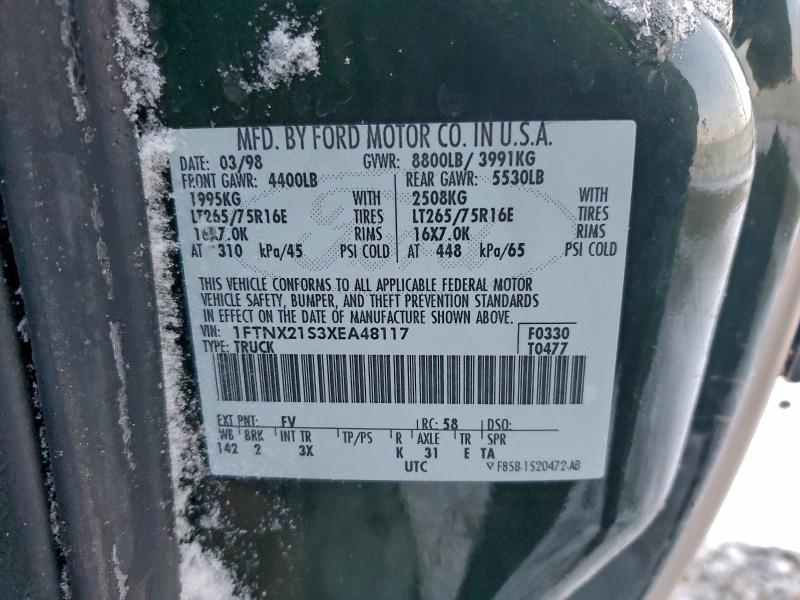 MFD. BY FORD MOTOR CO. IN U.S.A.
DATE: 03/98 GVWR: 8800LB/ 3991KG
FRONT GAWR: 4400LB REAR GAWR: 5530LB
1995KG WITH 2508KG WITH
LT265/75R16E TIRES LT265/75R16E TIRES
16X7.0K RIMS 16X7.0K RIMS
AT 310 kPa/45 PSI COLD AT 448 kPa/65 PSI COLD
THIS VEHICLE CONFORMS TO ALL APPLICABLE FEDERAL MOTOR
VEHICLE SAFETY, BUMPER, AND THEFT PREVENTION STANDARDS
IN EFFECT ON THE DATE OF MANUFACTURE SHOWN ABOVE.
VIN: 1FTNX21S3XEA48117 F0330
TYPE: TRUCK T0477
EXT PNT: FV RC: 58 DSO:
WB BRK INT TR TP/PS R AXLE TR SPR
142 2 3X K 31 E TA
UTC F85B-1520472-AB